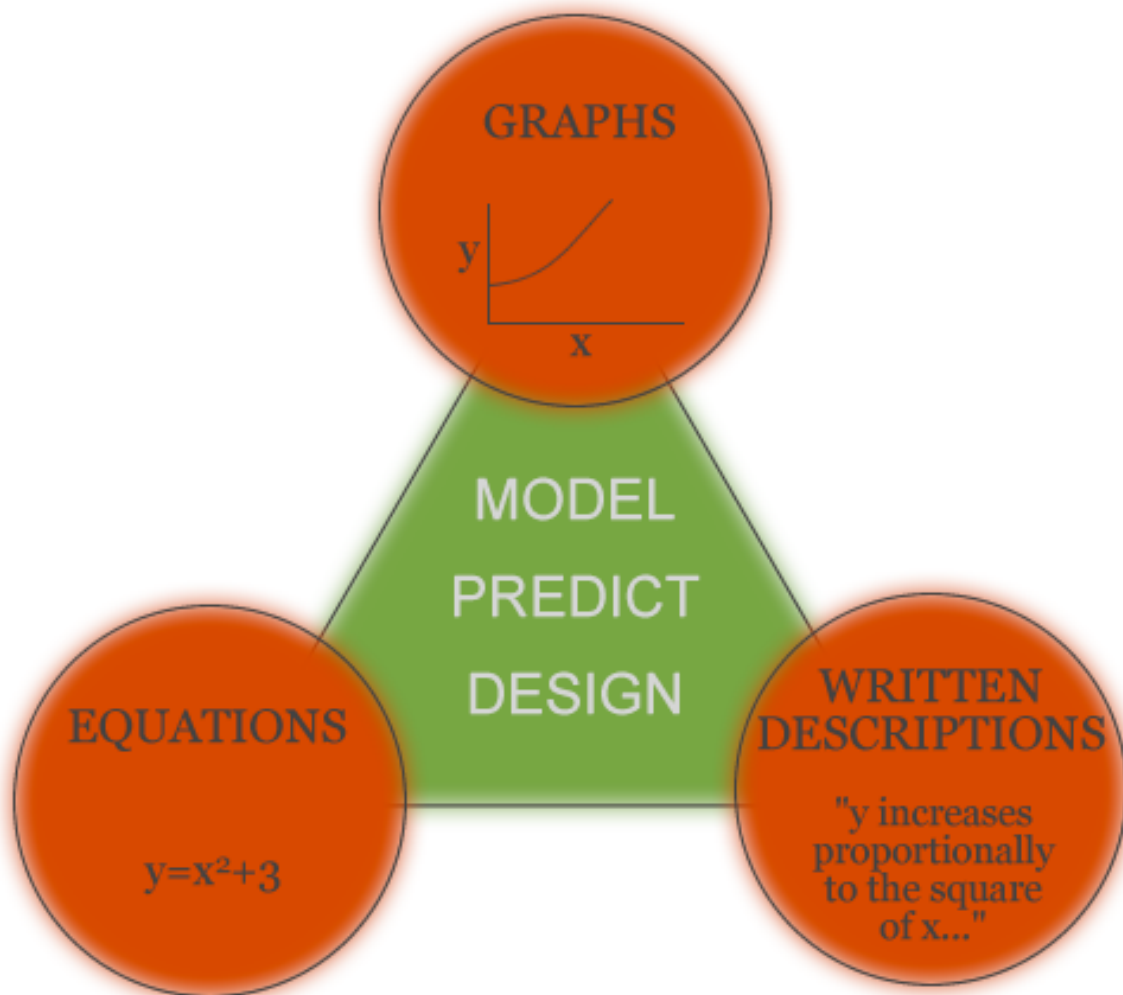 GRAPHS
y
x
MODEL
PREDICT
DESIGN
EQUATIONS
y=x²+3
WRITTEN
DESCRIPTIONS
"y increases
proportionally
to the square
of x..."